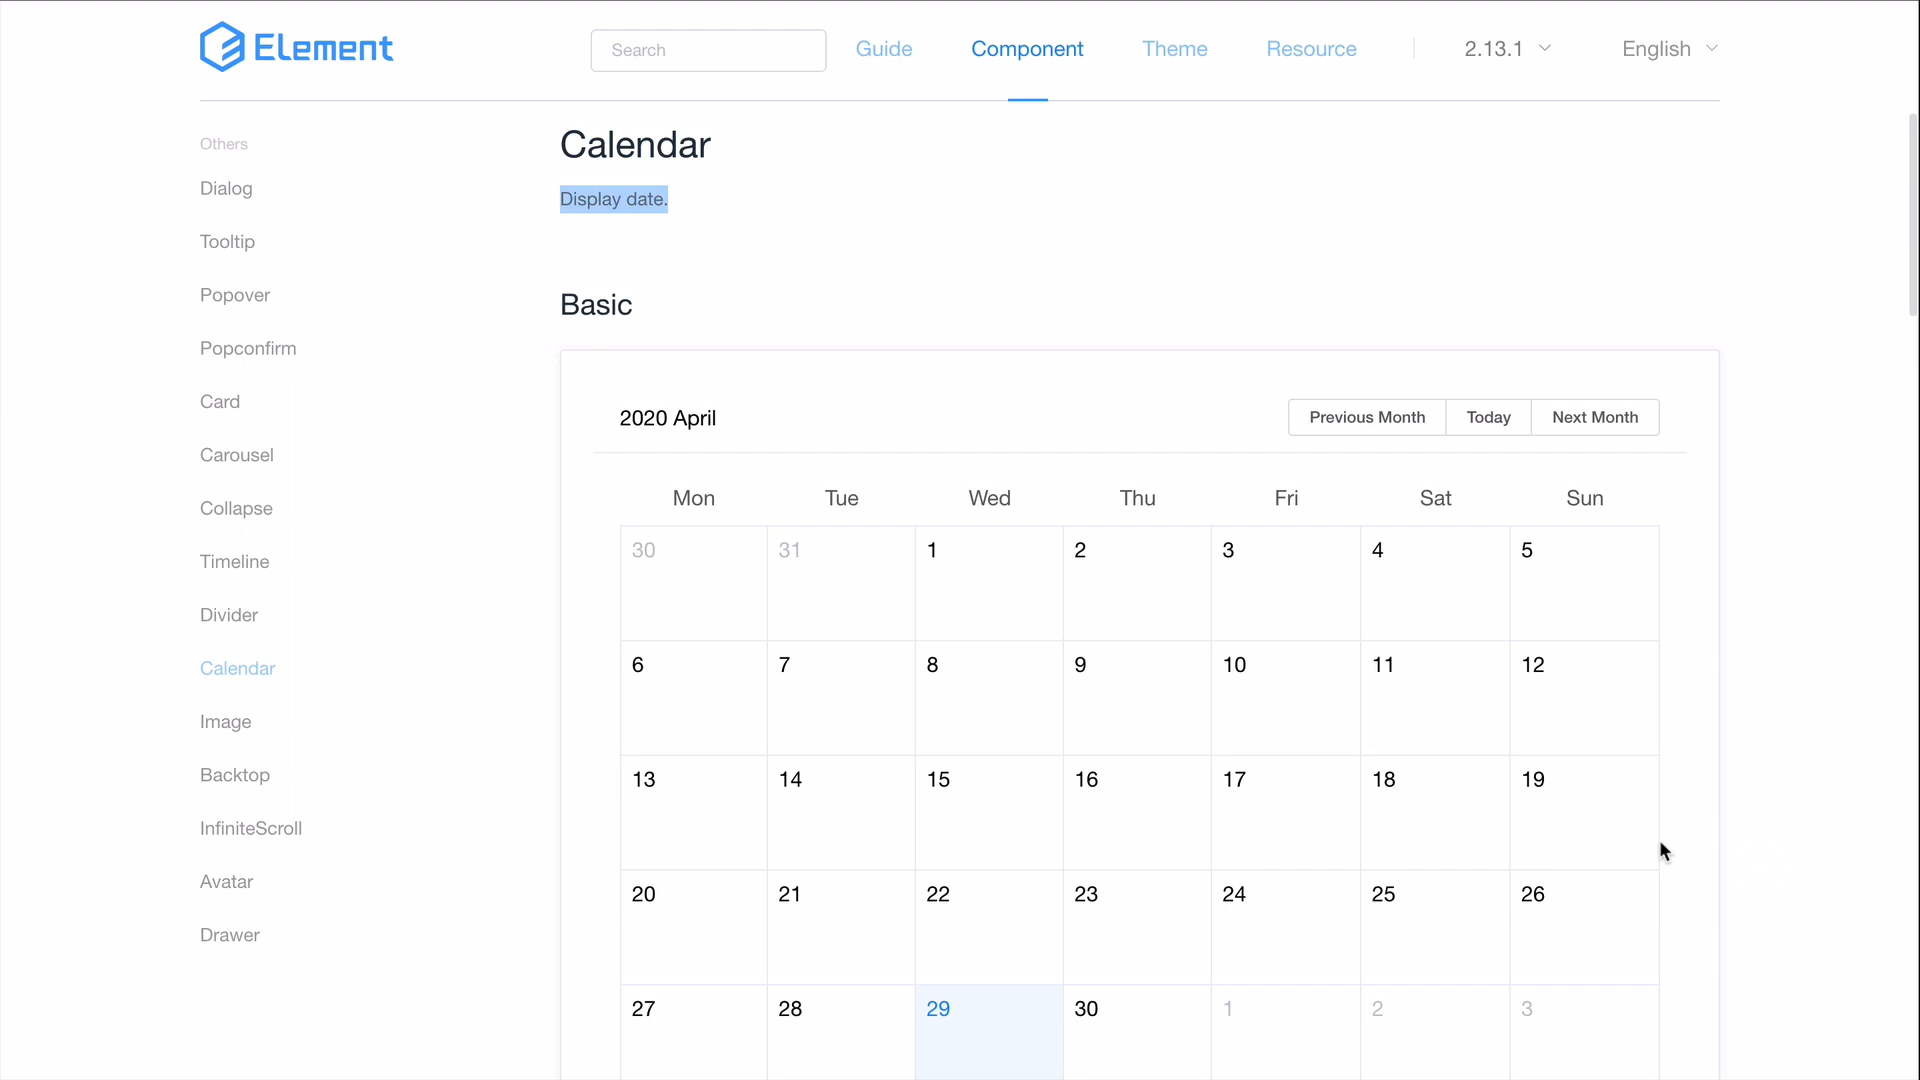 Element
Search
Guide
Component
Theme
Resource
2.13.1
English
Others
Dialog
Tooltip
Popover
Popconfirm
Card
Carousel
Collapse
Timeline
Divider
Calendar
Image
Backtop
InfiniteScroll
Avatar
Drawer
Calendar
Display date.
Basic
2020 April
Previous Month Today Next Month
Mon Tue Wed Thu Fri Sat Sun
30 31 1 2 3 4 5
6 7 8 9 10 11 12
13 14 15 16 17 18 19
20 21 22 23 24 25 26
27 28 29 30 1 2 3